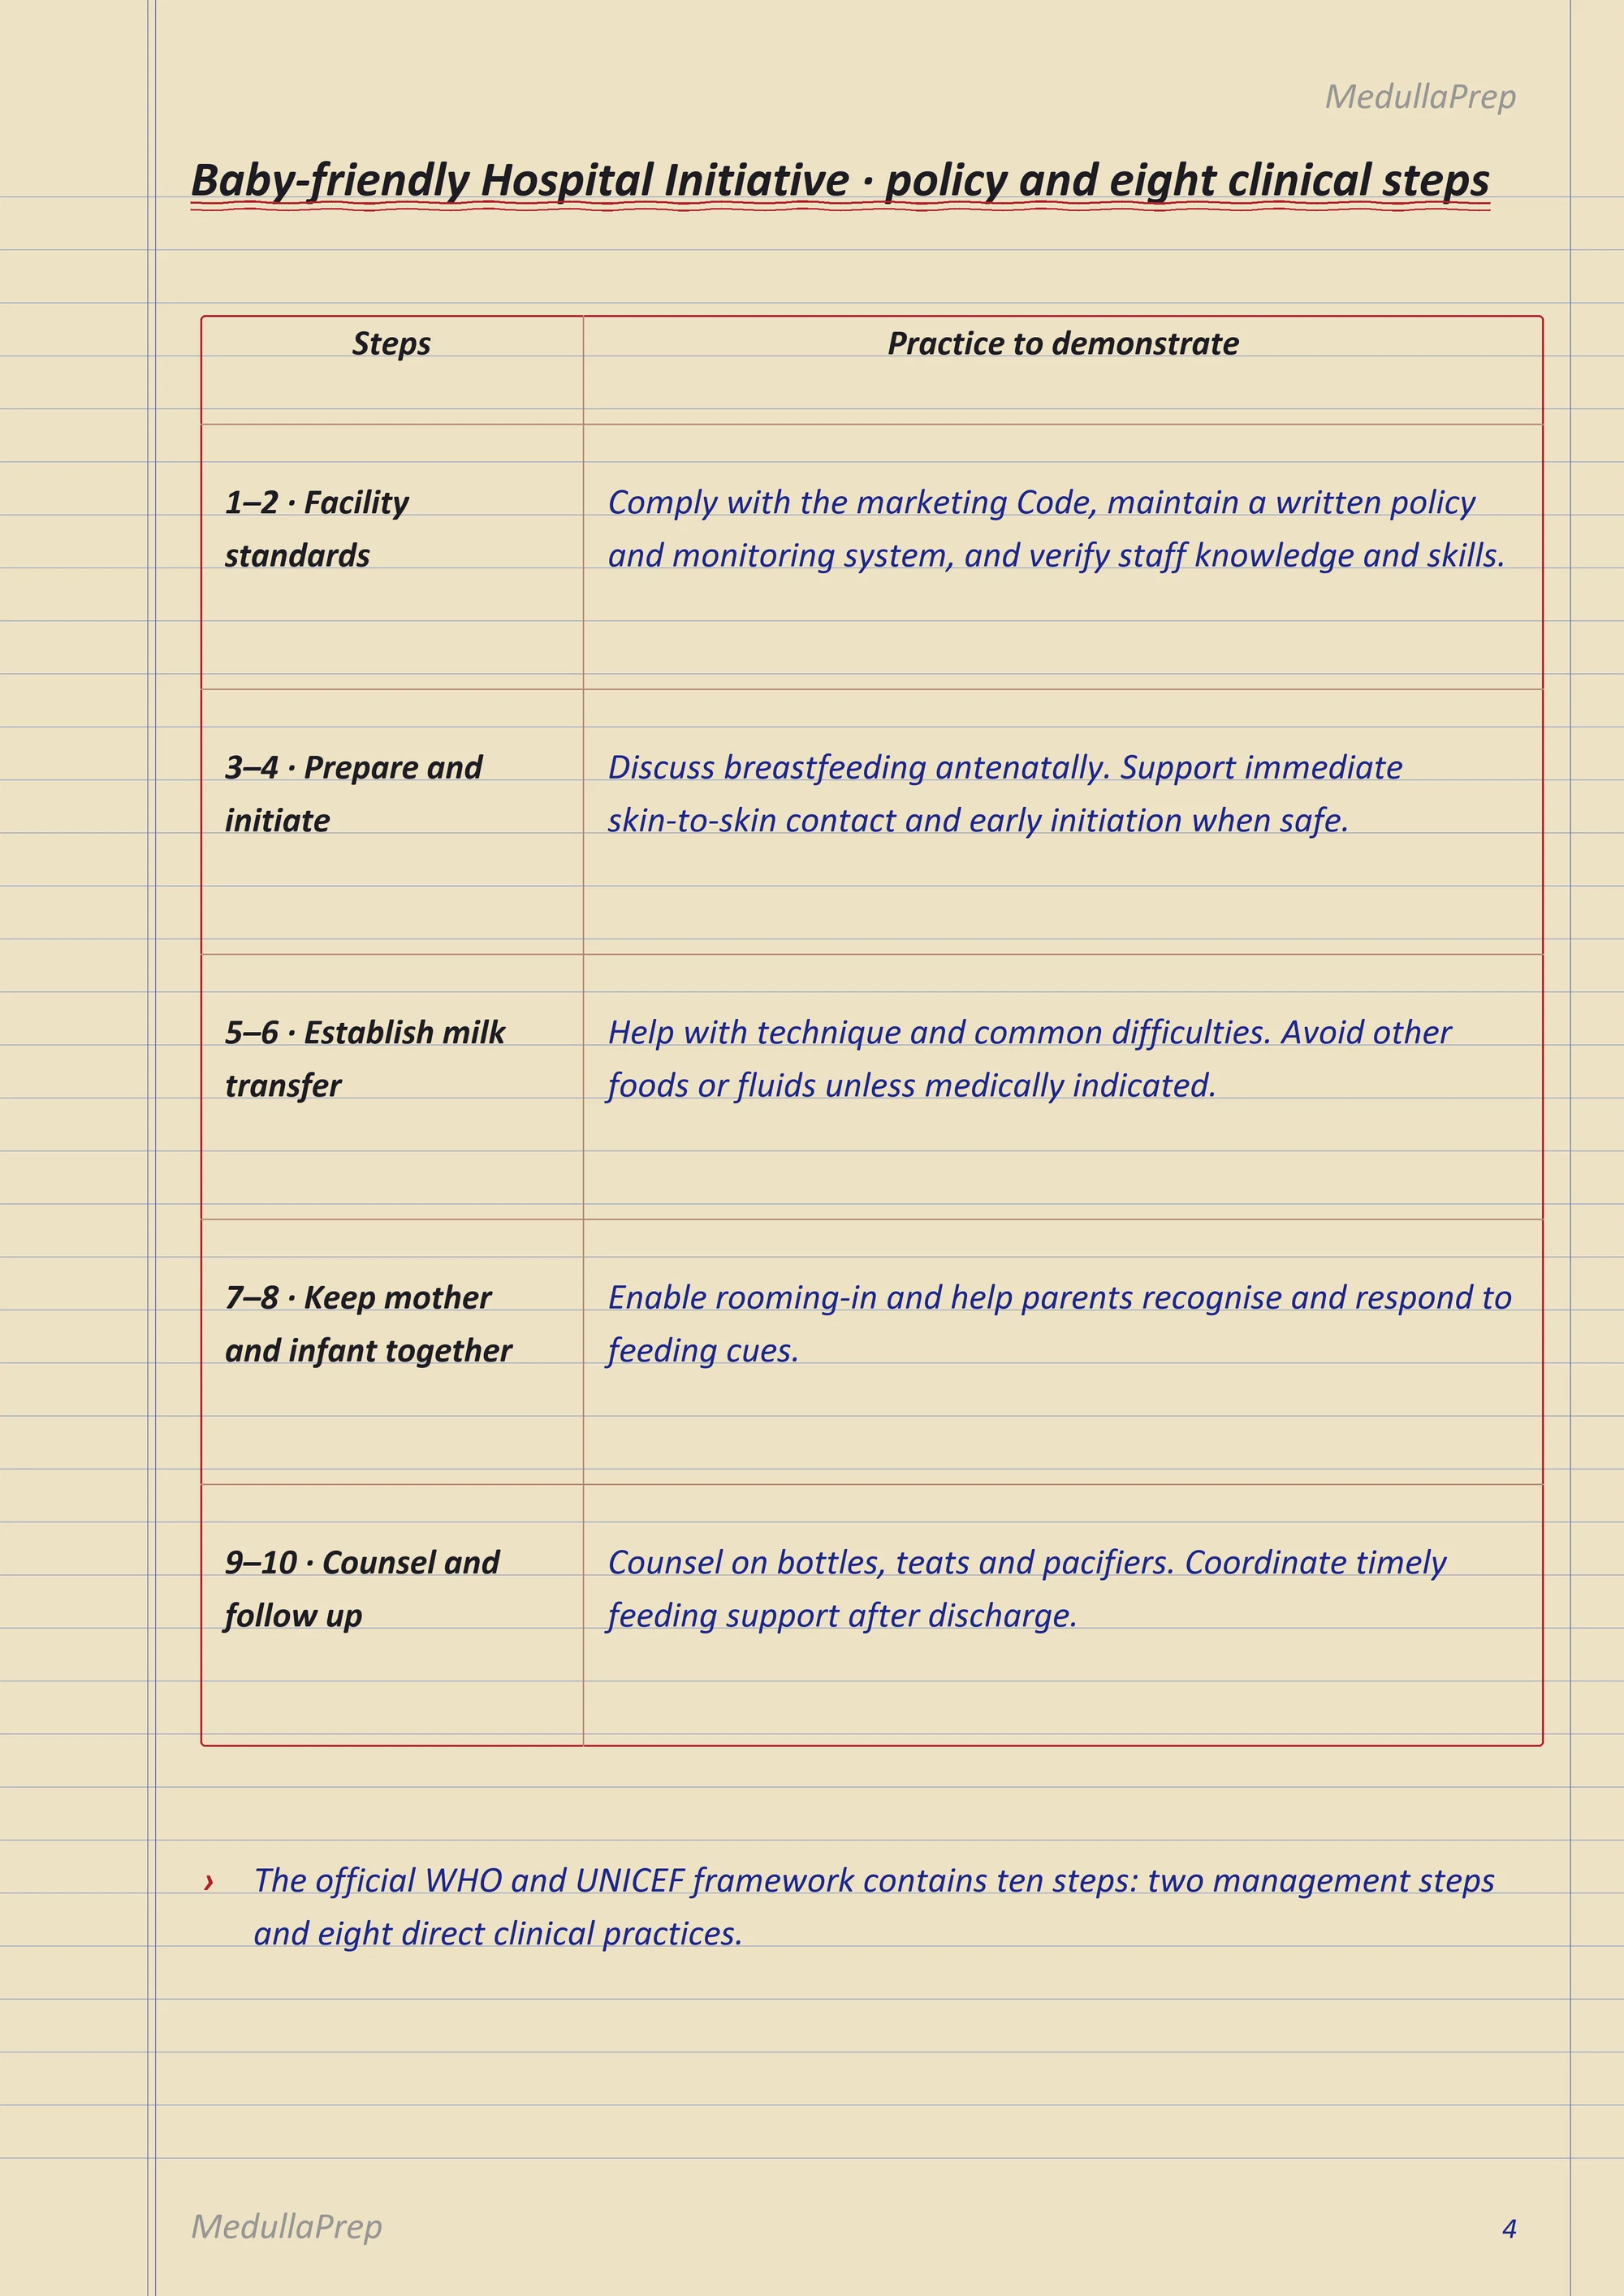 MedullaPrep
Baby-friendly Hospital Initiative · policy and eight clinical steps
Steps
Practice to demonstrate
1–2 · Facility
standards
Comply with the marketing Code, maintain a written policy
and monitoring system, and verify staff knowledge and skills.
3–4 · Prepare and
initiate
Discuss breastfeeding antenatally. Support immediate
skin-to-skin contact and early initiation when safe.
5–6 · Establish milk
transfer
Help with technique and common difficulties. Avoid other
foods or fluids unless medically indicated.
7–8 · Keep mother
and infant together
Enable rooming-in and help parents recognise and respond to
feeding cues.
9–10 · Counsel and
follow up
Counsel on bottles, teats and pacifiers. Coordinate timely
feeding support after discharge.
› The official WHO and UNICEF framework contains ten steps: two management steps
and eight direct clinical practices.
MedullaPrep
4